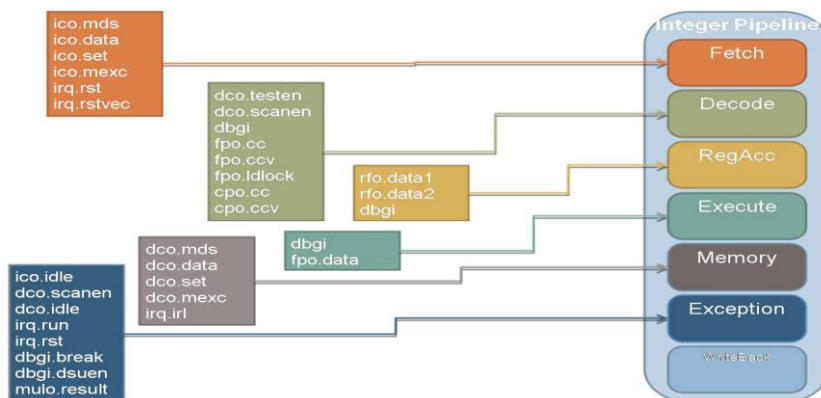 ico.mds
ico.data
ico.set
ico.mexc
irq.rst
irq.rstvec
dco.testen
dco.scanen
dbgi
fpo.cc
fpo.ccv
fpo.ldlock
cpo.cc
cpo.ccv
rfo.data1
rfo.data2
dbgi
dbgi
fpo.data
dco.mds
dco.data
dco.set
dco.mexc
irq.irl
ico.idle
dco.scanen
dco.idle
irq.run
irq.rst
dbgi.break
dbgi.dsuen
mulo.result
Integer Pipeline
Fetch
Decode
RegAcc
Execute
Memory
Exception
WriteBack